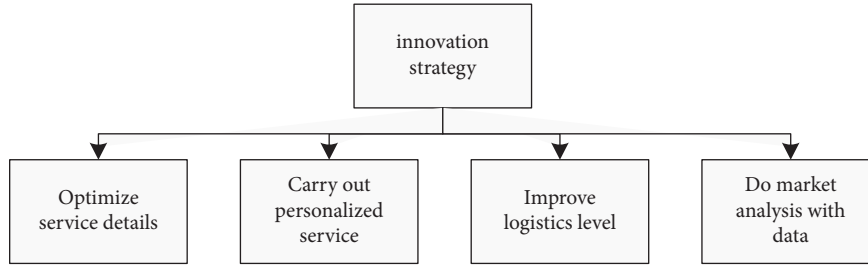 innovation
strategy
Optimize
service details
Carry out
personalized
service
Improve
logistics level
Do market
analysis with
data